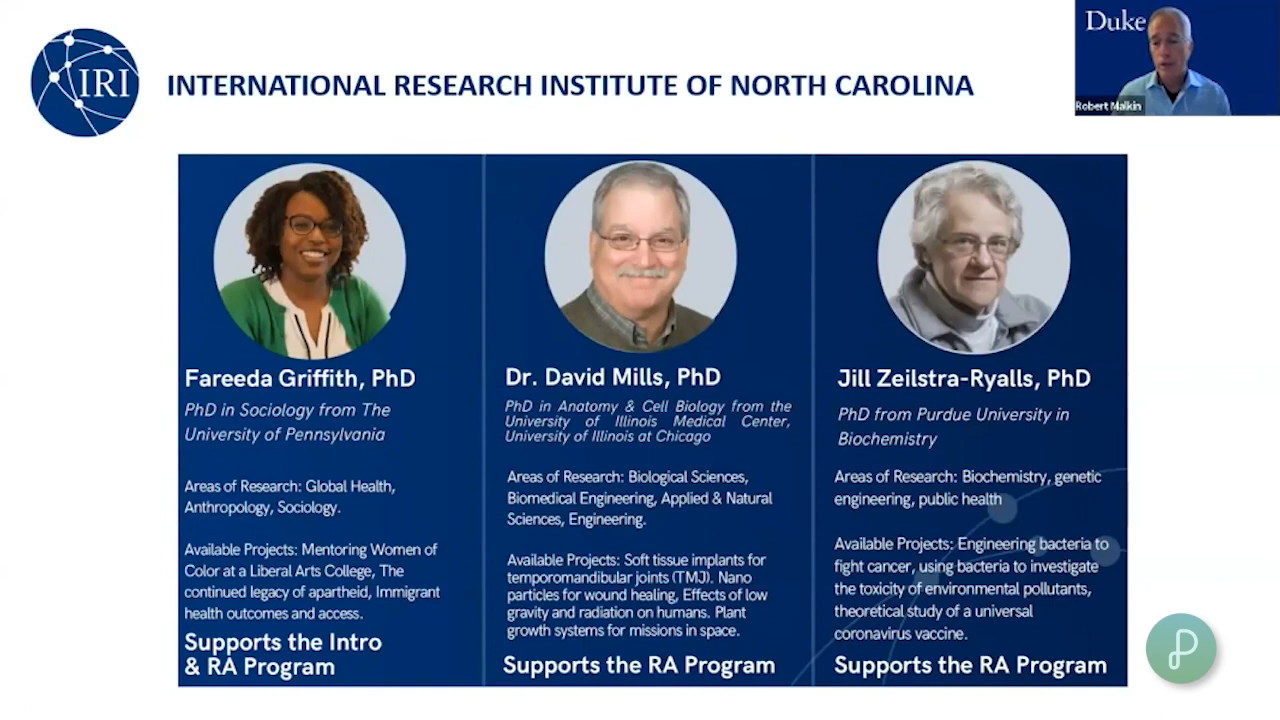 IRI
INTERNATIONAL RESEARCH INSTITUTE OF NORTH CAROLINA
Duke
Robert Malkin
Fareeda Griffith, PhD
PhD in Sociology from The
University of Pennsylvania
Areas of Research: Global Health,
Anthropology, Sociology.
Available Projects: Mentoring Women of
Color at a Liberal Arts College, The
continued legacy of apartheid, Immigrant
health outcomes and access.
Supports the Intro
& RA Program
Dr. David Mills, PhD
PhD in Anatomy & Cell Biology from the
University of Illinois Medical Center,
University of Illinois at Chicago
Areas of Research: Biological Sciences,
Biomedical Engineering, Applied & Natural
Sciences, Engineering.
Available Projects: Soft tissue implants for
temporomandibular joints (TMJ). Nano
particles for wound healing, Effects of low
gravity and radiation on humans. Plant
growth systems for missions in space.
Supports the RA Program
Jill Zeilstra-Ryalls, PhD
PhD from Purdue University in
Biochemistry
Areas of Research: Biochemistry, genetic
engineering, public health
Available Projects: Engineering bacteria to
fight cancer, using bacteria to investigate
the toxicity of environmental pollutants,
theoretical study of a universal
coronavirus vaccine.
Supports the RA Program